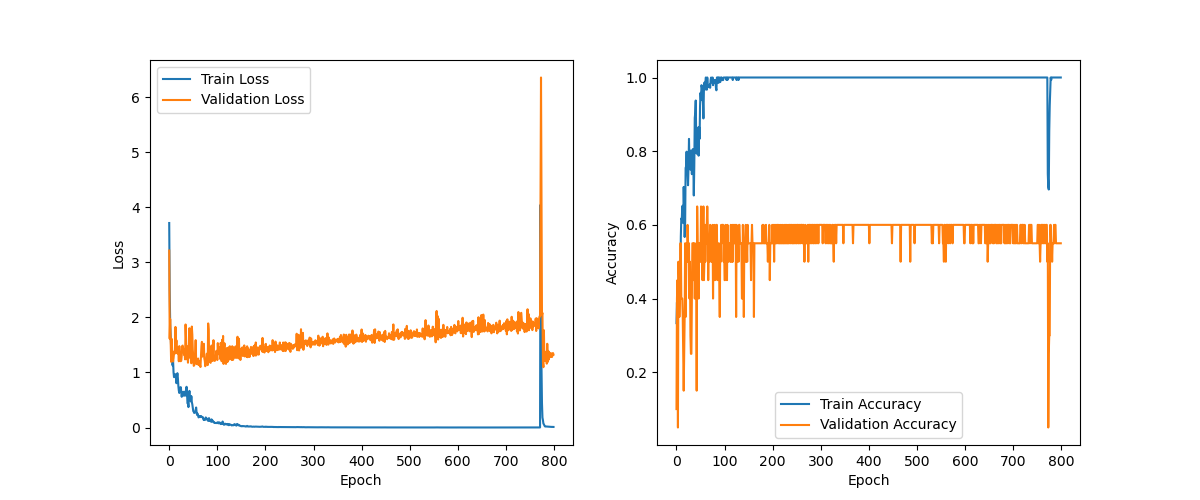 Train Loss
Validation Loss
6
5
4
3
2
1
0
Loss
0 100 200 300 400 500 600 700 800
Epoch
1.0
0.8
0.6
0.4
0.2
Accuracy
Train Accuracy
Validation Accuracy
0 100 200 300 400 500 600 700 800
Epoch